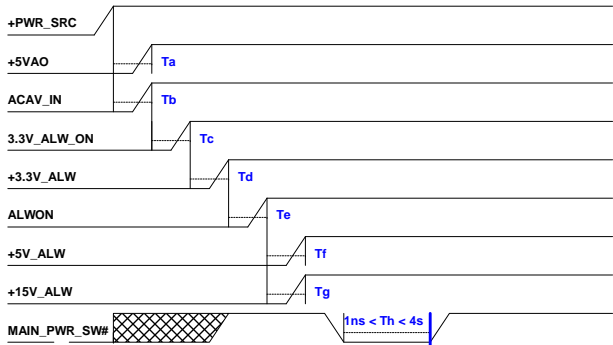 +PWR_SRC
+5VAO
Ta
ACAV_IN
Tb
3.3V_ALW_ON
Tc
+3.3V_ALW
Td
ALWON
Te
+5V_ALW
Tf
+15V_ALW
Tg
MAIN_PWR_SW#
1ns < Th < 4s